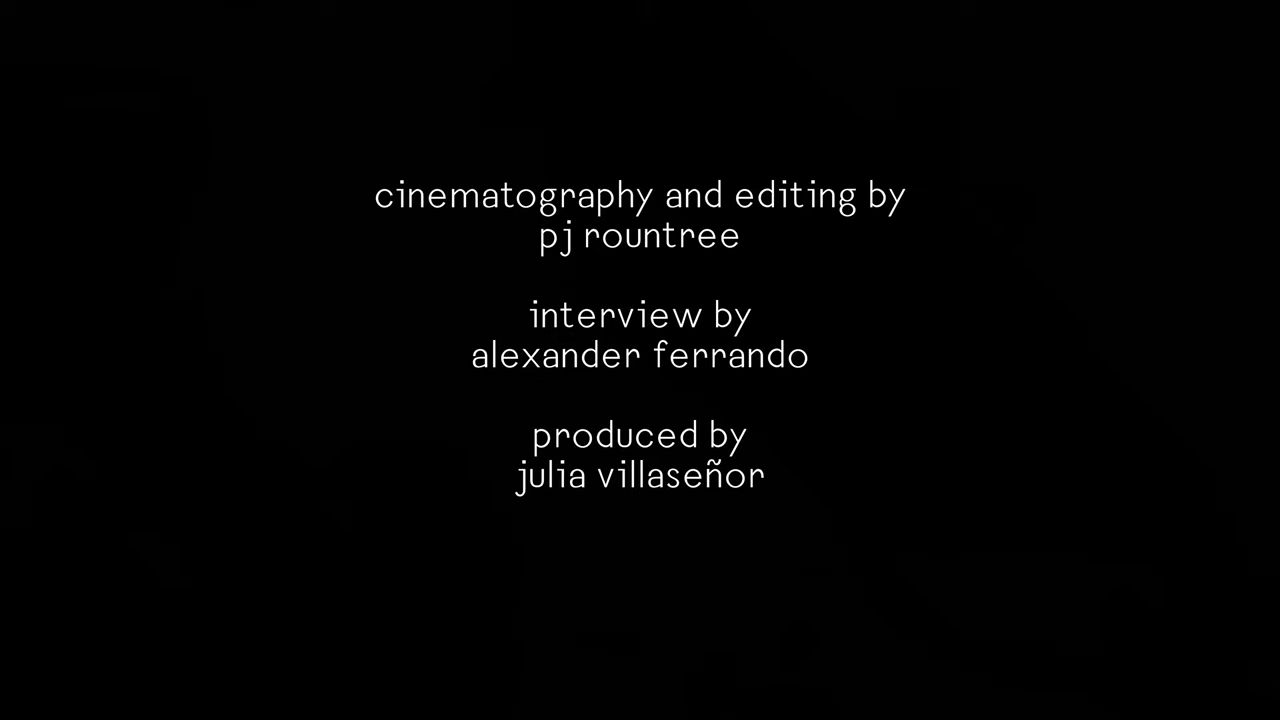 cinematography and editing by
pj rountree
interview by
alexander ferrando
produced by
julia villaseñor